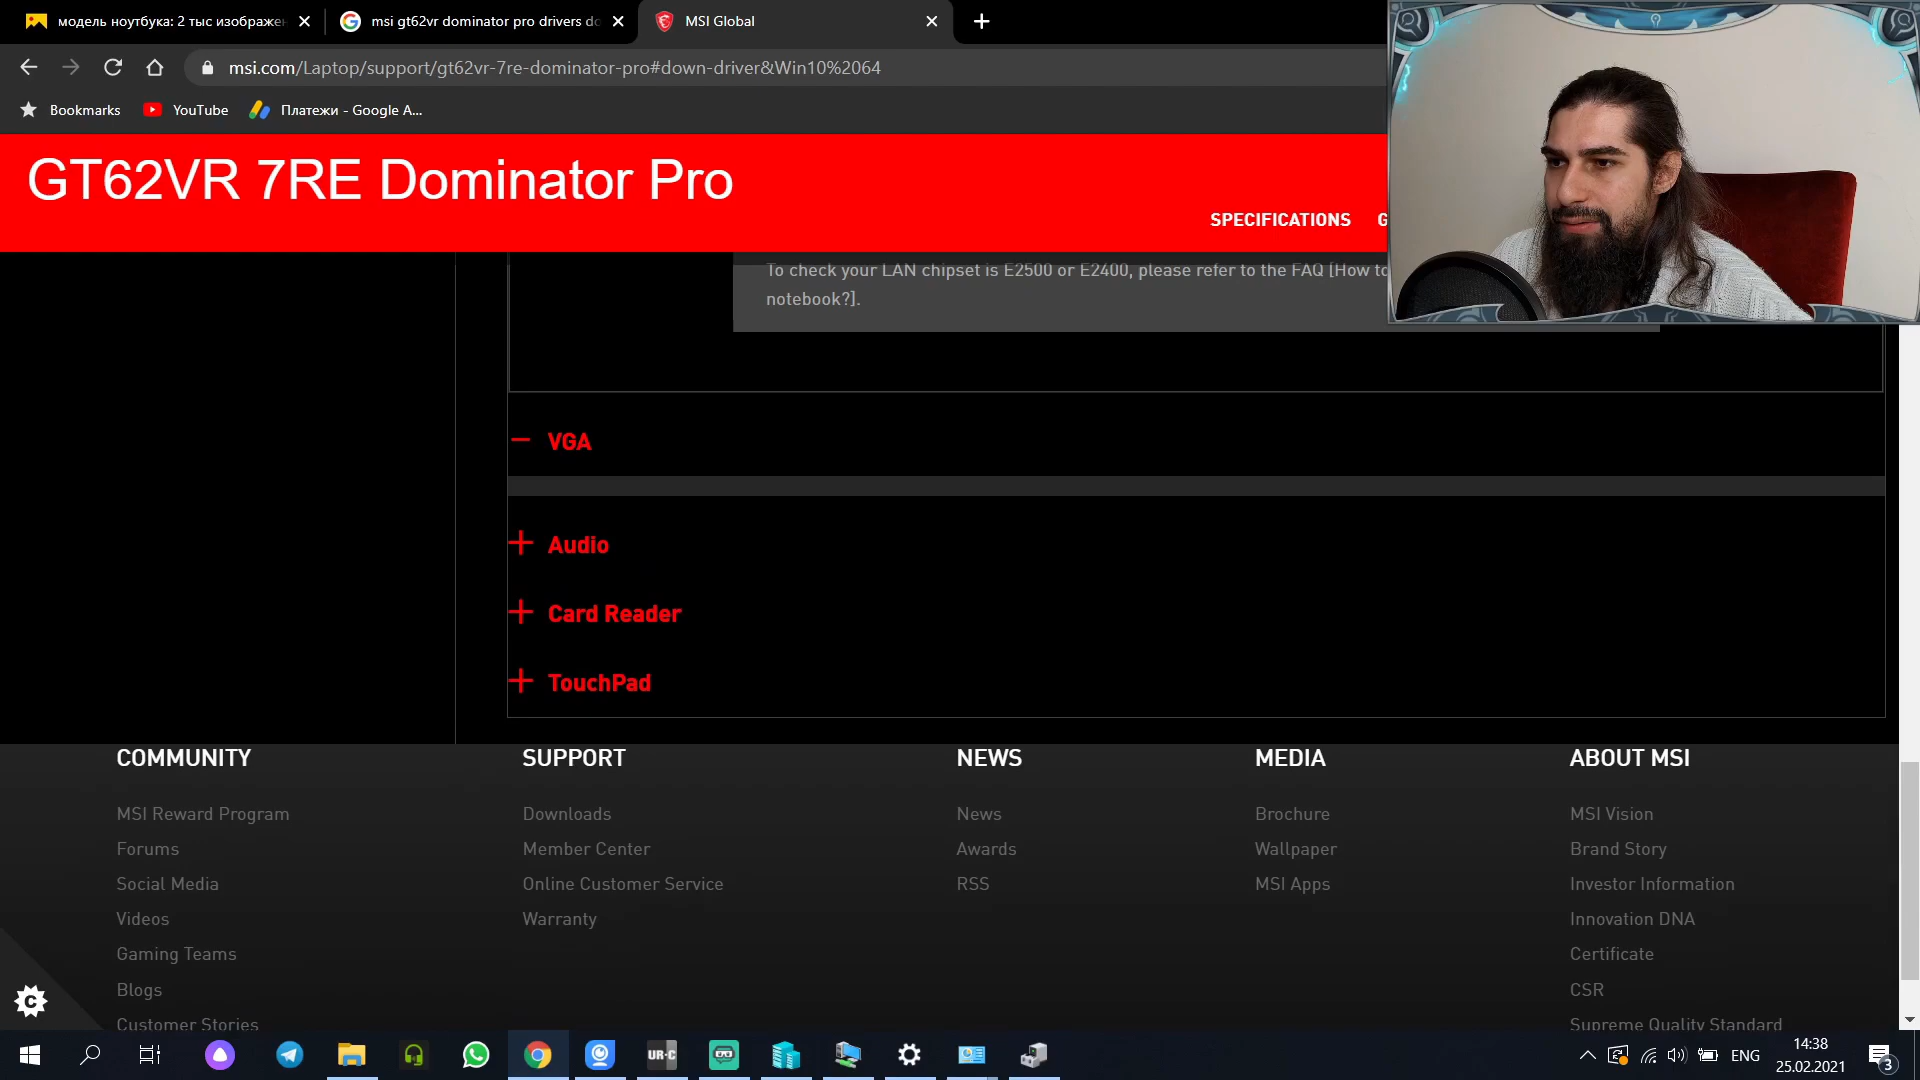 модель ноутбука: 2 тыс изображен
msi gt62vr dominator pro drivers do
MSI Global
msi.com/Laptop/support/gt62vr-7re-dominator-pro#down-driver&Win10%2064
Bookmarks
YouTube
Платежи - Google A...
GT62VR 7RE Dominator Pro
SPECIFICATIONS
G
To check your LAN chipset is E2500 or E2400, please refer to the FAQ [How to
notebook?].
VGA
Audio
Card Reader
TouchPad
COMMUNITY
MSI Reward Program
Forums
Social Media
Videos
Gaming Teams
Blogs
Customer Stories
SUPPORT
Downloads
Member Center
Online Customer Service
Warranty
NEWS
News
Awards
RSS
MEDIA
Brochure
Wallpaper
MSI Apps
ABOUT MSI
MSI Vision
Brand Story
Investor Information
Innovation DNA
Certificate
CSR
Supreme Quality Standard
C
UR-C
ENG
14:38
25.02.2021
3